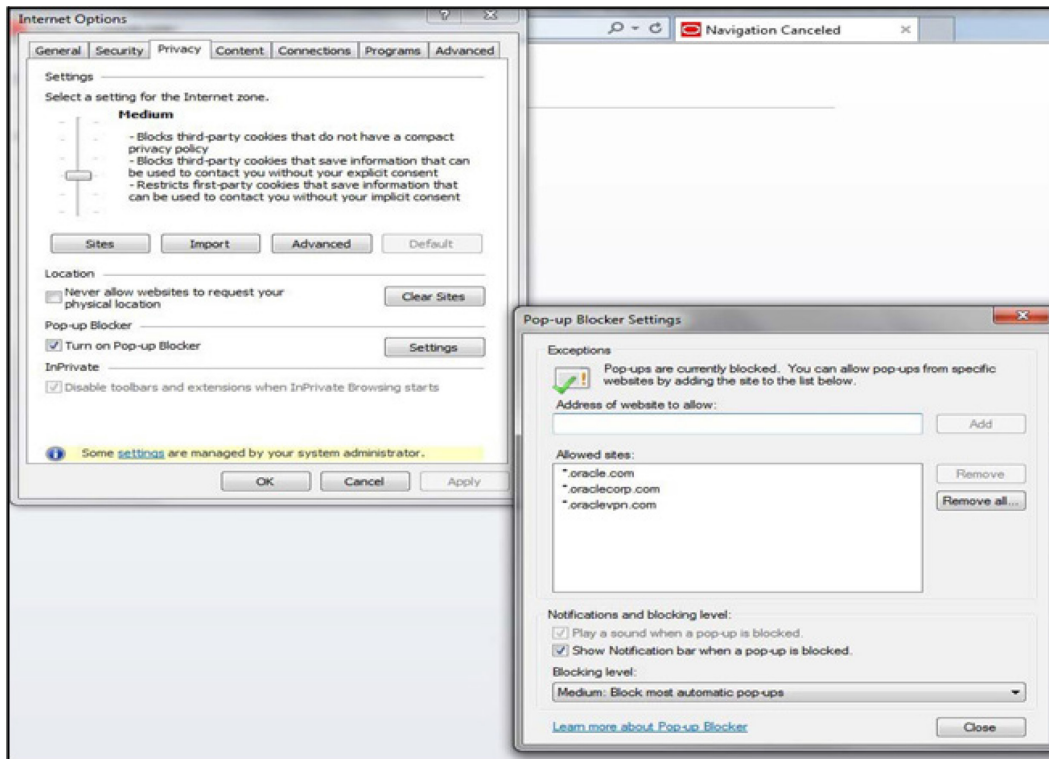 Internet Options
Navigation Canceled
General Security Privacy Content Connections Programs Advanced
Settings
Select a setting for the Internet zone.
Medium
- Blocks third-party cookies that do not have a compact
privacy policy
- Blocks third-party cookies that save information that can
be used to contact you without your explicit consent
- Restricts first-party cookies that save information that
can be used to contact you without your implicit consent
Sites Import Advanced Default
Location
Never allow websites to request your
physical location
Clear Sites
Pop-up Blocker
Turn on Pop-up Blocker
Settings
InPrivate
Disable toolbars and extensions when InPrivate Browsing starts
Some settings are managed by your system administrator.
OK Cancel Apply
Pop-up Blocker Settings
Exceptions
Pop-ups are currently blocked. You can allow pop-ups from specific
websites by adding the site to the list below.
Address of website to allow:
Add
Allowed sites:
*.oracle.com
*.oraclecorp.com
*.oraclevpn.com
Remove
Remove all...
Notifications and blocking level:
Play a sound when a pop-up is blocked.
Show Notification bar when a pop-up is blocked.
Blocking level:
Medium: Block most automatic pop-ups
Learn more about Pop-up Blocker
Close